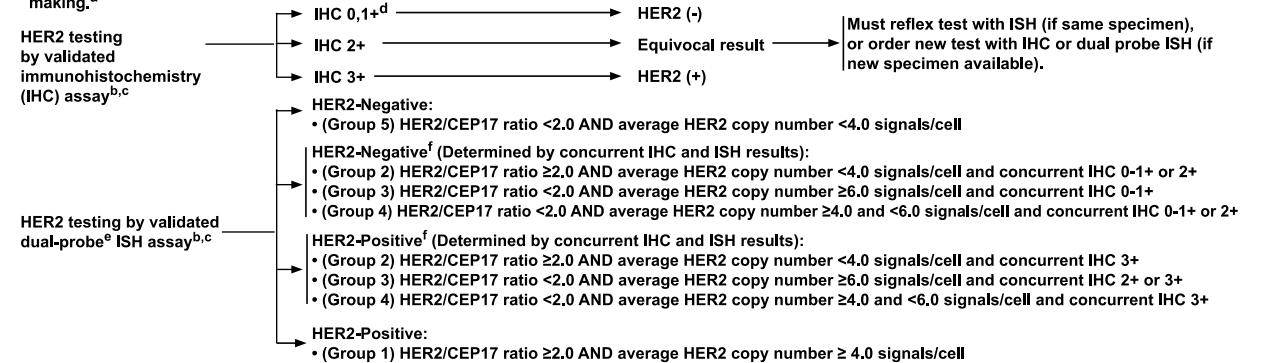 making.
HER2 testing
by validated
immunohistochemistry
(IHC) assayb,c
IHC 0,1+d
HER2 (-)
IHC 2+
Equivocal result
Must reflex test with ISH (if same specimen),
or order new test with IHC or dual probe ISH (if
new specimen available).
IHC 3+
HER2 (+)
HER2 testing by validated
dual-probee ISH assayb,c
HER2-Negative:
• (Group 5) HER2/CEP17 ratio <2.0 AND average HER2 copy number <4.0 signals/cell
HER2-Negativef (Determined by concurrent IHC and ISH results):
• (Group 2) HER2/CEP17 ratio ≥2.0 AND average HER2 copy number <4.0 signals/cell and concurrent IHC 0-1+ or 2+
• (Group 3) HER2/CEP17 ratio <2.0 AND average HER2 copy number ≥6.0 signals/cell and concurrent IHC 0-1+
• (Group 4) HER2/CEP17 ratio <2.0 AND average HER2 copy number ≥4.0 and <6.0 signals/cell and concurrent IHC 0-1+ or 2+
HER2-Positivef (Determined by concurrent IHC and ISH results):
• (Group 2) HER2/CEP17 ratio ≥2.0 AND average HER2 copy number <4.0 signals/cell and concurrent IHC 3+
• (Group 3) HER2/CEP17 ratio <2.0 AND average HER2 copy number ≥6.0 signals/cell and concurrent IHC 2+ or 3+
• (Group 4) HER2/CEP17 ratio <2.0 AND average HER2 copy number ≥4.0 and <6.0 signals/cell and concurrent IHC 3+
HER2-Positive:
• (Group 1) HER2/CEP17 ratio ≥2.0 AND average HER2 copy number ≥ 4.0 signals/cell